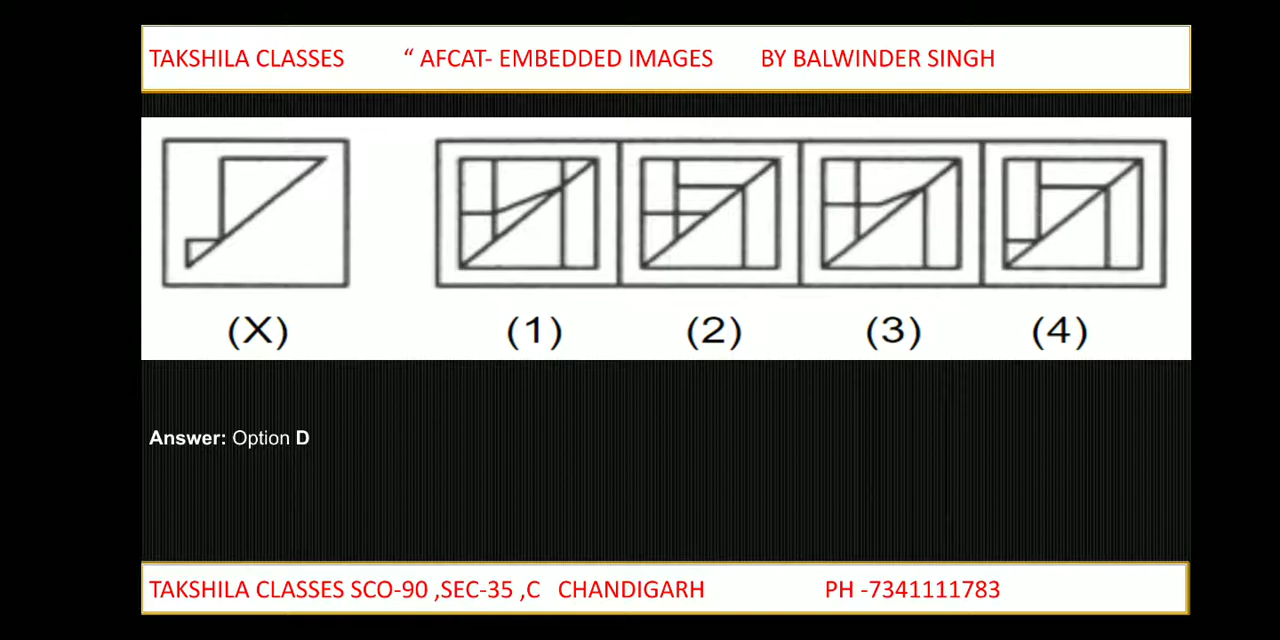 TAKSHILA CLASSES “ AFCAT- EMBEDDED IMAGES BY BALWINDER SINGH
(X) (1) (2) (3) (4)
Answer: Option D
TAKSHILA CLASSES SCO-90 ,SEC-35 ,C CHANDIGARH PH -7341111783